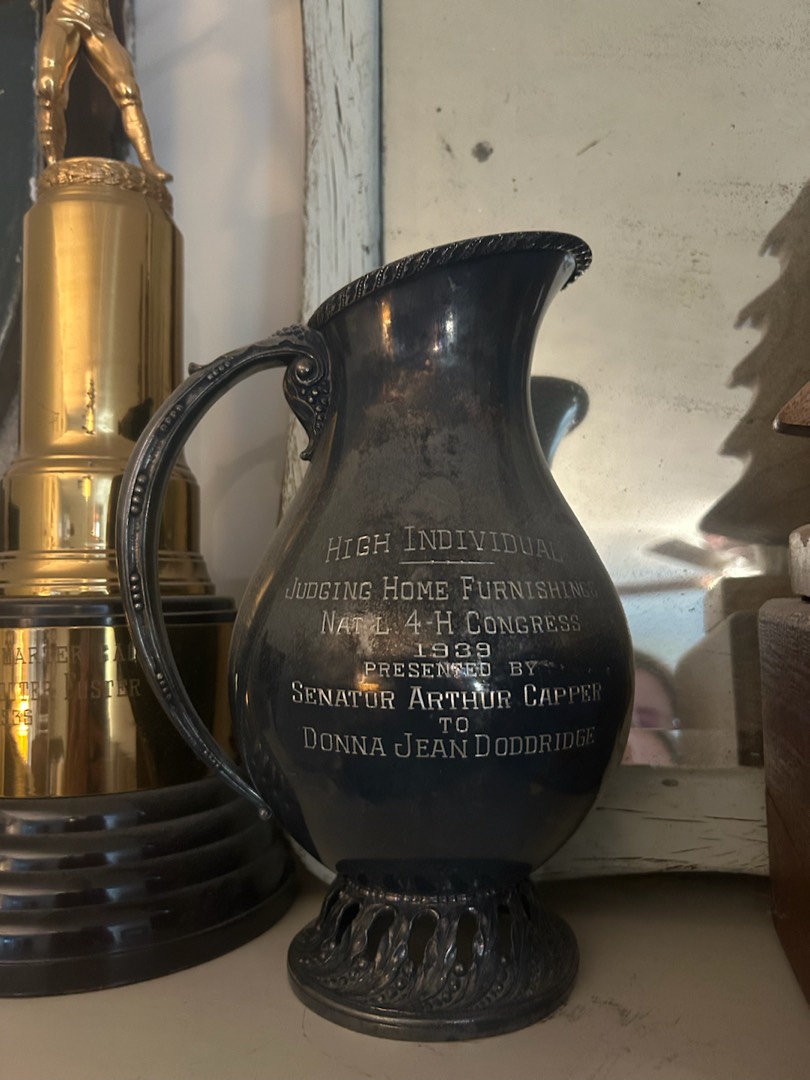 High Individual
Judging Home Furnishings
Nat'l. 4-H Congress
1939
PRESENTED BY
Senator Arthur Capper
TO
Donna Jean Doddridge